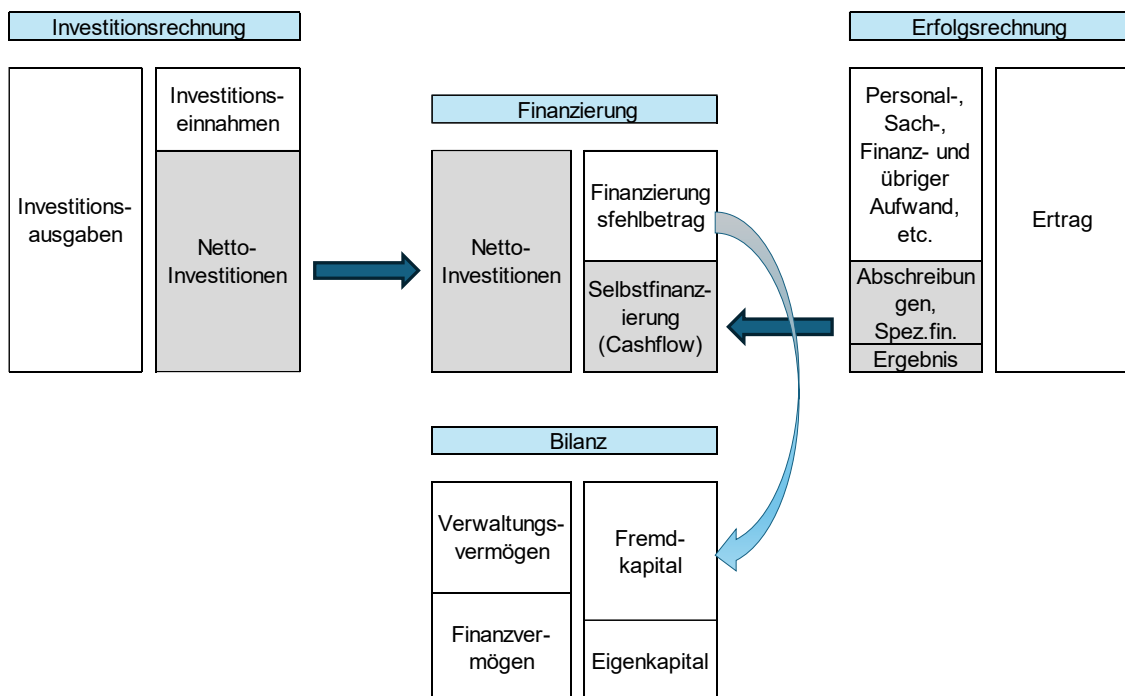 Investitionsrechnung
Investitions-
ausgaben
Investitions-
einnahmen
Netto-
Investitionen
Finanzierung
Netto-
Investitionen
Finanzierung
sfehlbetrag
Selbstfinanz-
ierung
(Cashflow)
Erfolgsrechnung
Personal-,
Sach-,
Finanz- und
übriger
Aufwand,
etc.
Abschreibun
gen,
Spez.fin.
Ergebnis
Ertrag
Bilanz
Verwaltungs-
vermögen
Finanzver-
mögen
Fremd-
kapital
Eigenkapital